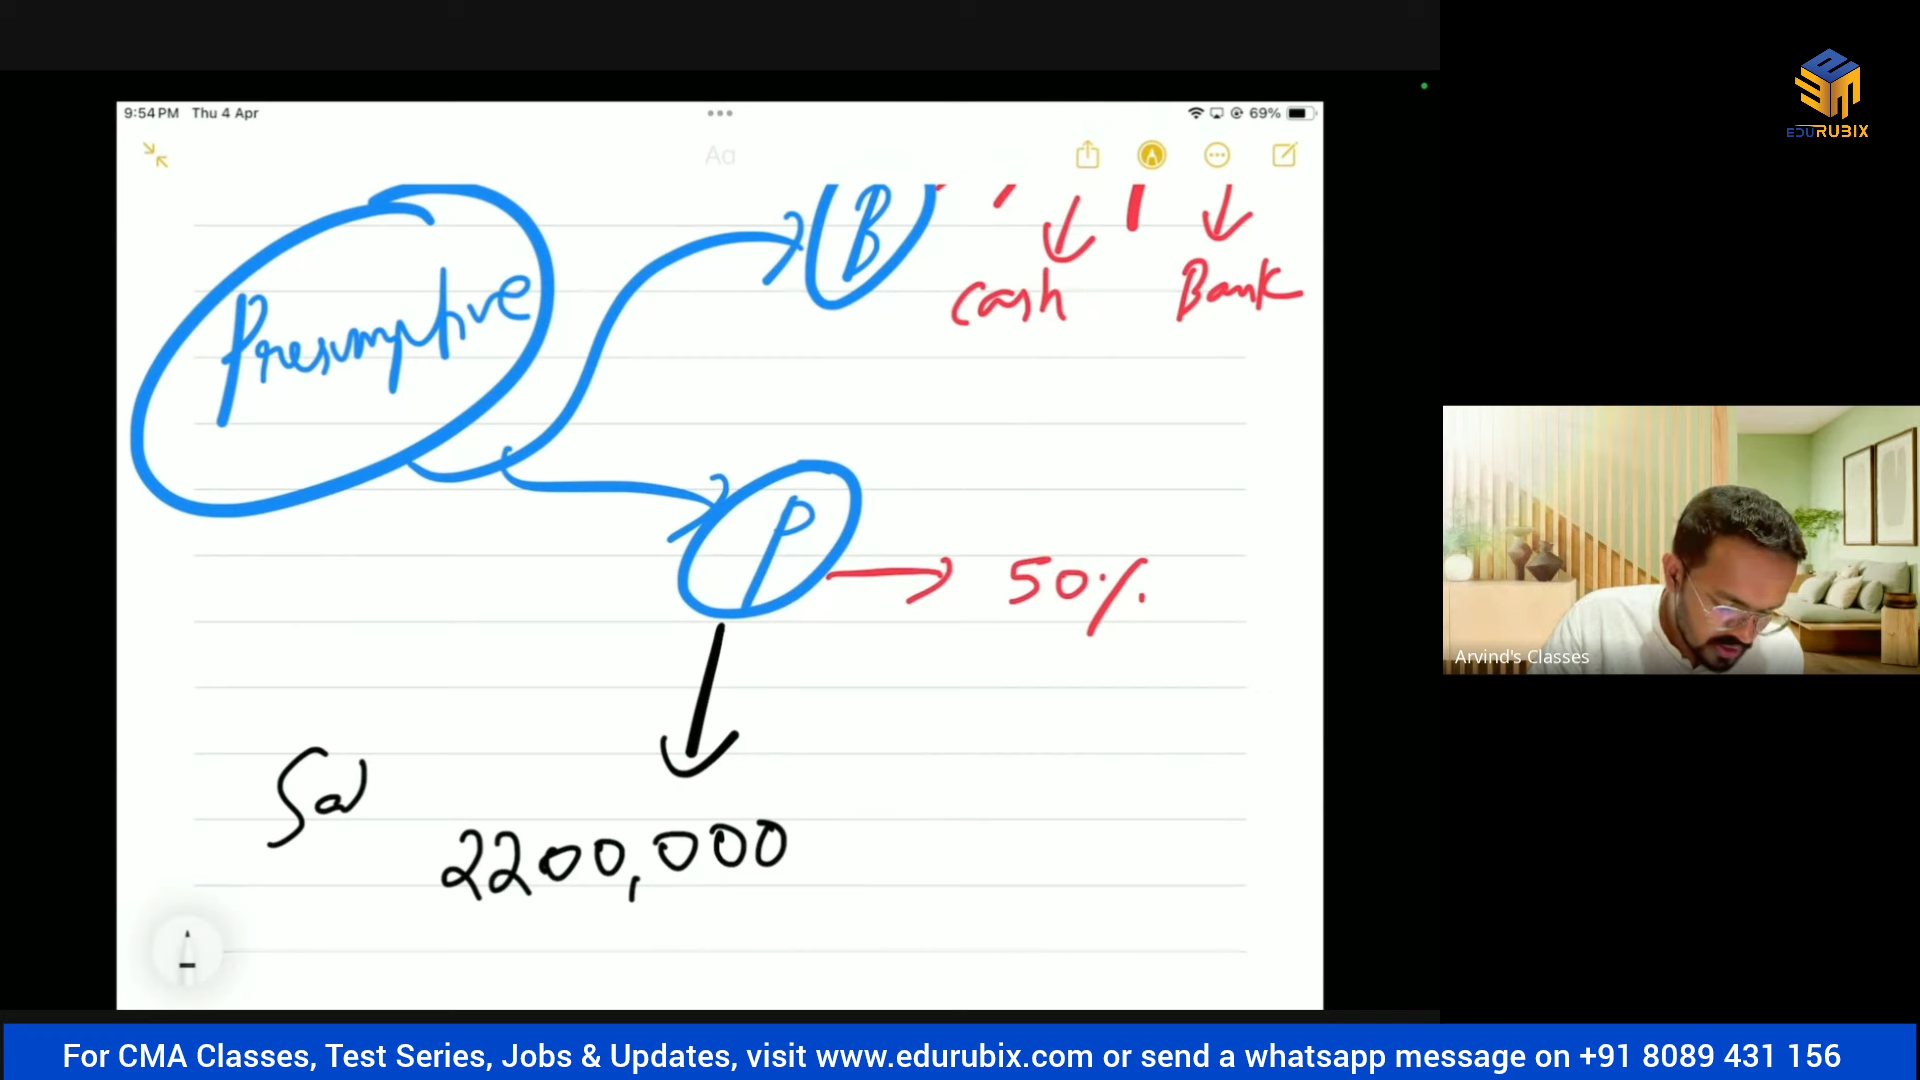 EDURUBIX
9:54 PM Thu 4 Apr
69%
Aa
B
Cash
Bank
Presumptive
P
50%
Sal
2200,000
Arvind's Classes
For CMA Classes, Test Series, Jobs & Updates, visit www.edurubix.com or send a whatsapp message on +91 8089 431 156